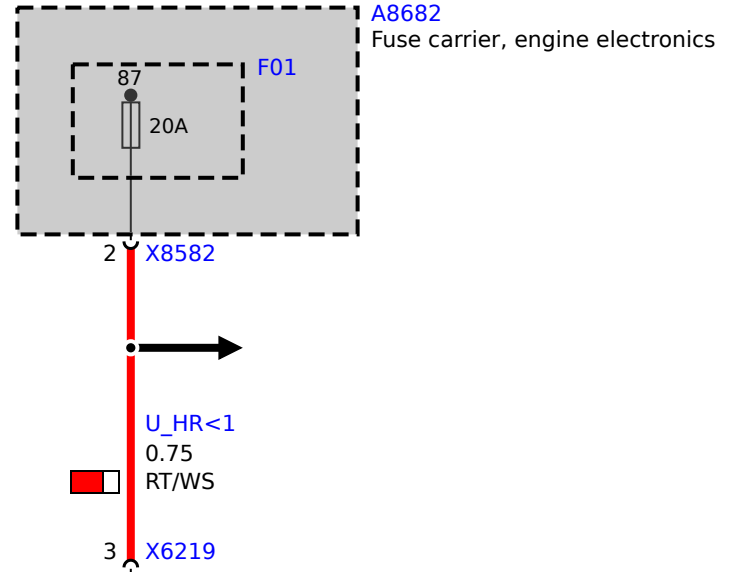 A8682
Fuse carrier, engine electronics
F01
87
20A
2 X8582
U_HR<1
0.75
RT/WS
3 X6219